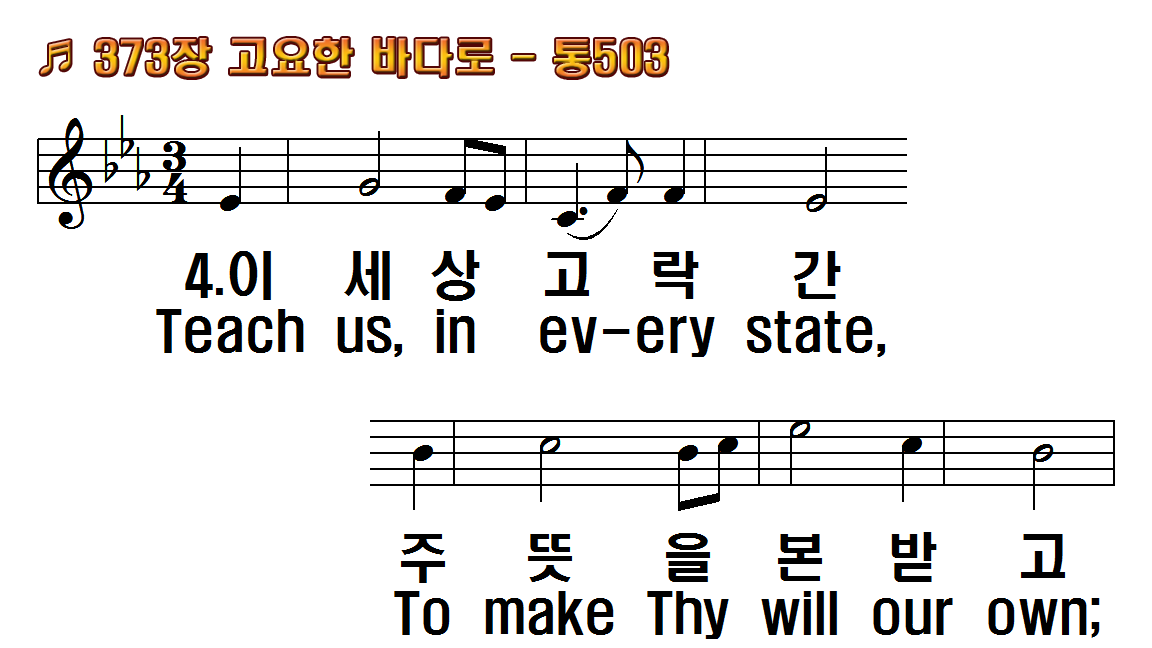 ♬ 373장 고요한 바다로 - 통503
3
4
4.이 세 상 고 락 간
Teach us, in ev-ery state,
주 뜻 을 본 받 고
To make Thy will our own;